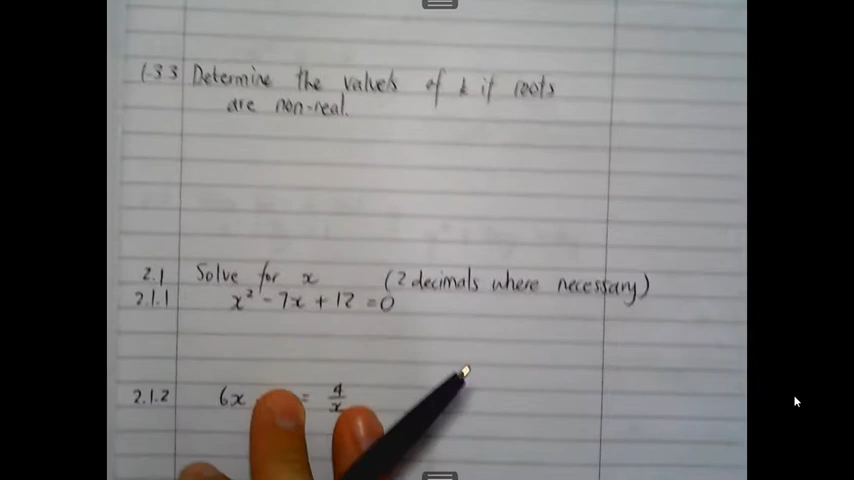 1.3.3 Determine the values of k if roots
are non-real.
2.1 Solve for x (2 decimals where necessary)
2.1.1 x² - 7x + 12 = 0
2.1.2 6x = 4/x